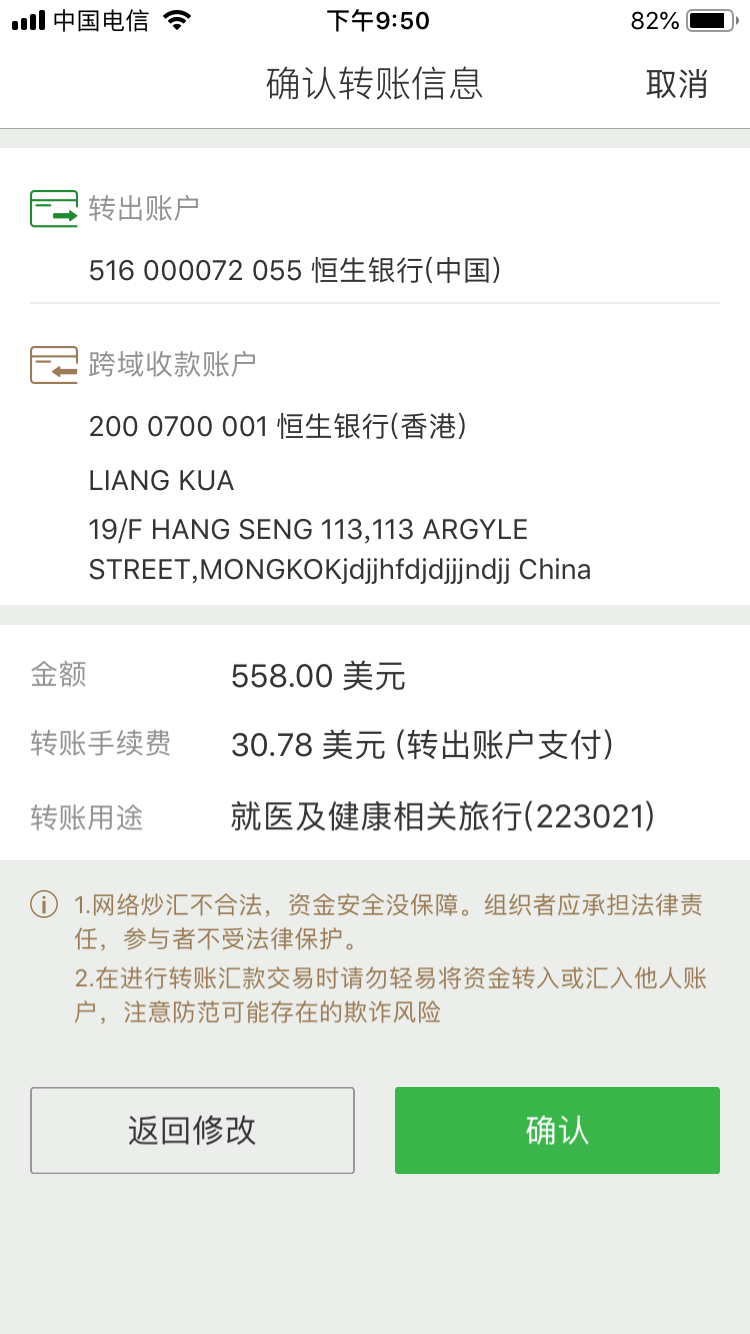 中国电信 下午9:50 82%
确认转账信息 取消
转出账户
516 000072 055 恒生银行(中国)
跨域收款账户
200 0700 001 恒生银行(香港)
LIANG KUA
19/F HANG SENG 113,113 ARGYLE
STREET,MONGKOKjdjjhfdjdjjjndjj China
金额 558.00 美元
转账手续费 30.78 美元 (转出账户支付)
转账用途 就医及健康相关旅行(223021)
1.网络炒汇不合法，资金安全没保障。组织者应承担法律责
任，参与者不受法律保护。
2.在进行转账汇款交易时请勿轻易将资金转入或汇入他人账
户，注意防范可能存在的欺诈风险
返回修改 确认